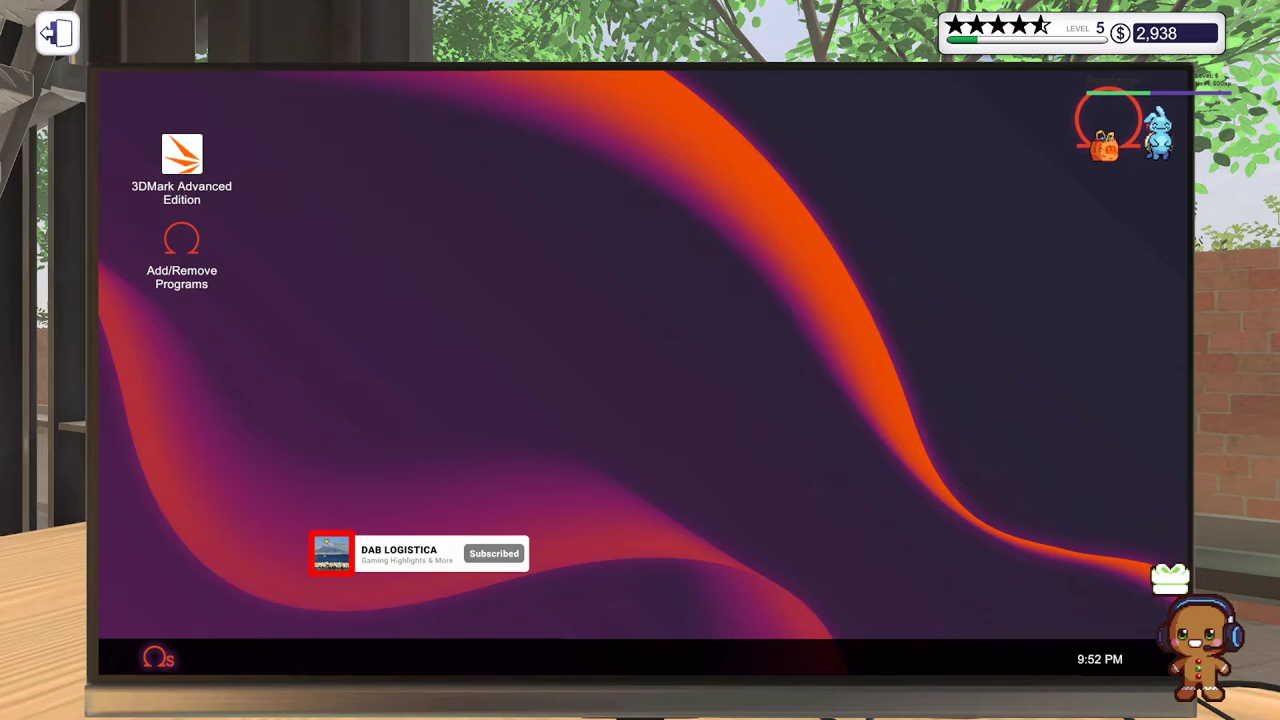 LEVEL 5
$ 2,938
3DMark Advanced
Edition
Add/Remove
Programs
DAB LOGISTICA
Gaming Highlights & More
Subscribed
Ωs
9:52 PM